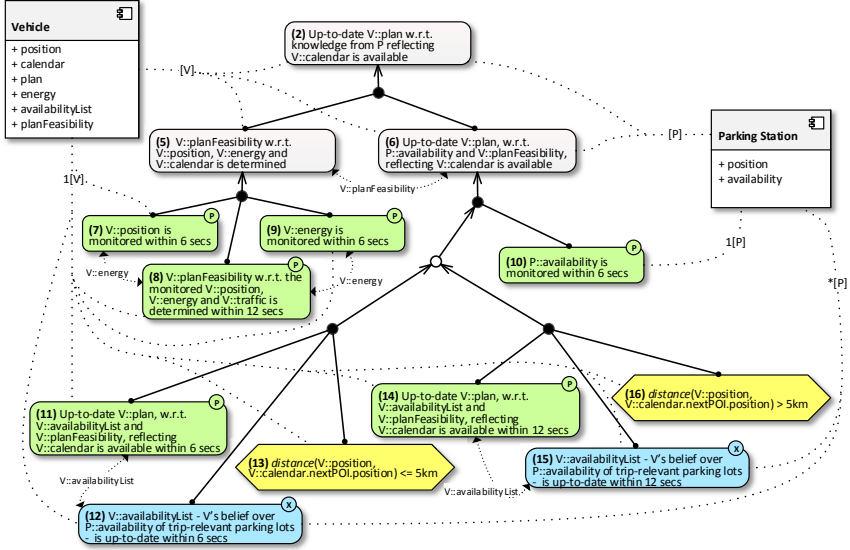 Vehicle
+ position
+ calendar
+ plan
+ energy
+ availabilityList
+ planFeasibility
(2) Up-to-date V::plan w.r.t.
knowledge from P reflecting
V::calendar is available
[V]
Parking Station
+ position
+ availability
[P]
(5) V::planFeasibility w.r.t.
V::position, V::energy and
V::calendar is determined
(6) Up-to-date V::plan, w.r.t.
P::availability and V::planFeasibility,
reflecting V::calendar is available
V::planFeasibility
1[V]
P
(7) V::position is
monitored within 6 secs
P
(9) V::energy is
monitored within 6 secs
P
(10) P::availability is
monitored within 6 secs
1[P]
*[P]
V::energy
P
(8) V::planFeasibility w.r.t. the
monitored V::position,
V::energy and V::traffic is
determined within 12 secs
V::energy
P
(11) Up-to-date V::plan, w.r.t.
V::availabilityList and
V::planFeasibility, reflecting
V::calendar is available within 6 secs
P
(14) Up-to-date V::plan, w.r.t.
V::availabilityList and
V::planFeasibility, reflecting
V::calendar is available within 12 secs
(16) distance(V::position,
V::calendar.nextPOI.position) > 5km
(13) distance(V::position,
V::calendar.nextPOI.position) <= 5km
X
(15) V::availabilityList - V's belief over
P::availability of trip-relevant parking lots
- is up-to-date within 12 secs
V::availabilityList
V::availabilityList
X
(12) V::availabilityList - V's belief over
P::availability of trip-relevant parking lots
- is up-to-date within 6 secs